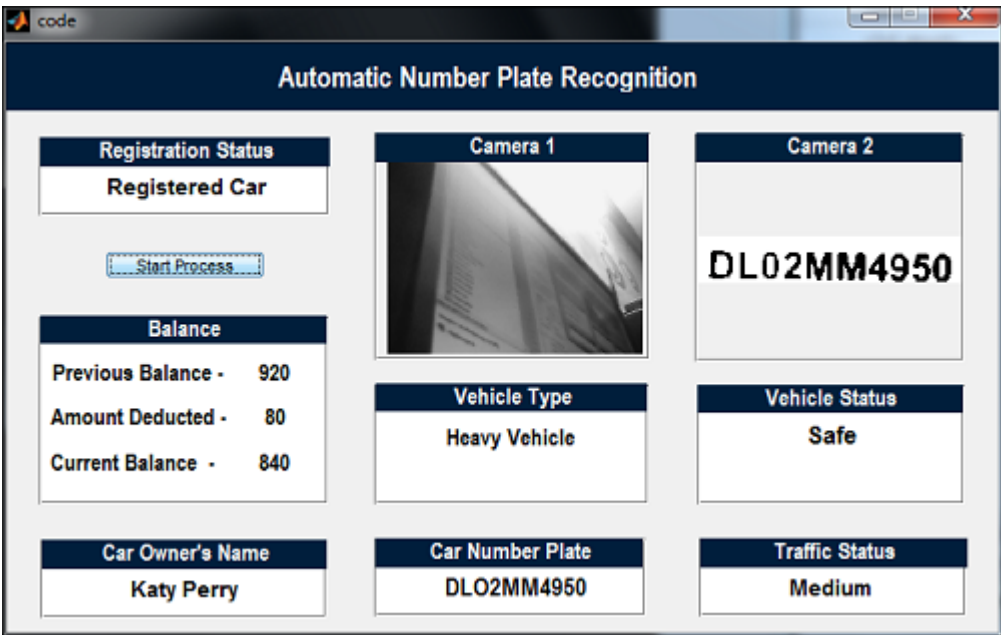 code
Automatic Number Plate Recognition
Registration Status
Registered Car
Start Process
Balance
Previous Balance - 920
Amount Deducted - 80
Current Balance - 840
Car Owner's Name
Katy Perry
Camera 1
Vehicle Type
Heavy Vehicle
Car Number Plate
DLO2MM4950
Camera 2
DL02MM4950
Vehicle Status
Safe
Traffic Status
Medium